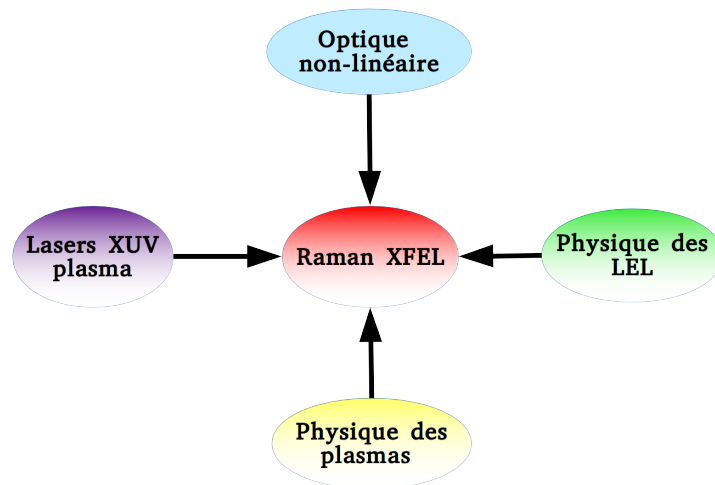 Optique
non-linéaire
Lasers XUV
plasma
Raman XFEL
Physique des
LEL
Physique des
plasmas